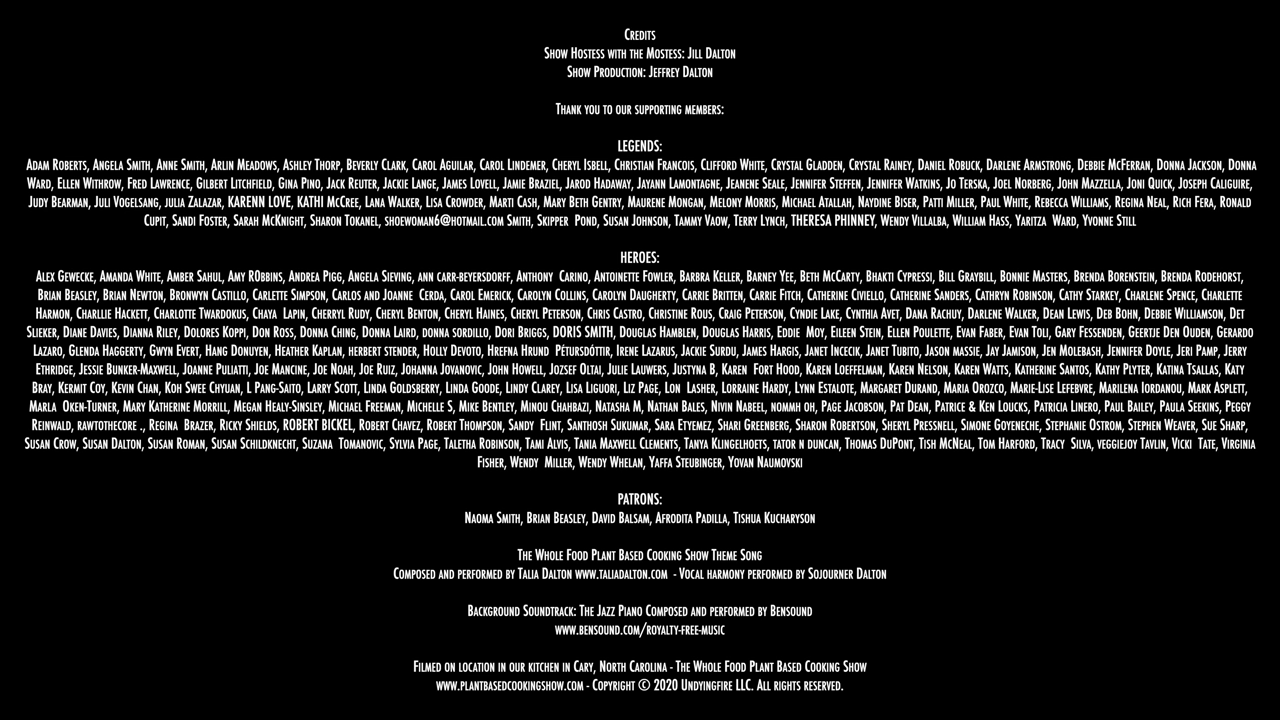 Credits
Show Hostess with the Mostess: Jill Dalton
Show Production: Jeffrey Dalton
Thank you to our supporting members:
LEGENDS:
Adam Roberts, Angela Smith, Anne Smith, Arlin Meadows, Ashley Thorp, Beverly Clark, Carol Aguilar, Carol Lindemer, Cheryl Isbell, Christian Francois, Clifford White, Crystal Gladden, Crystal Rainey, Daniel Robuck, Darlene Armstrong, Debbie McFerran, Donna Jackson, Donna
Ward, Ellen Withrow, Fred Lawrence, Gilbert Litchfield, Gina Pino, Jack Reuter, Jackie Lange, James Lovell, Jamie Braziel, Jarod Hadaway, Jayann Lamontagne, Jeanene Seale, Jennifer Steffen, Jennifer Watkins, Jo Terska, Joel Norberg, John Mazzella, Joni Quick, Joseph Caliguire,
Judy Bearman, Juli Vogelsang, julia Zalazar, KARENN LOVE, KATHI McCree, Lana Walker, Lisa Crowder, Marti Cash, Mary Beth Gentry, Maurene Mongan, Melony Morris, Michael Atallah, Naydine Biser, Patti Miller, Paul White, Rebecca Williams, Regina Neal, Rich Fera, Ronald
Cupit, Sandi Foster, Sarah McKnight, Sharon Tokanel, shoewoman6@hotmail.com Smith, Skipper Pond, Susan Johnson, Tammy Vaow, Terry Lynch, THERESA PHINNEY, Wendy Villalba, William Hass, Yaritza Ward, Yvonne Still
HEROES:
Alex Gewecke, Amanda White, Amber Sahul, Amy R0bbins, Andrea Pigg, Angela Sieving, ann carr-beyersdorff, Anthony Carino, Antoinette Fowler, Barbra Keller, Barney Yee, Beth McCarty, Bhakti Cypressi, Bill Graybill, Bonnie Masters, Brenda Borenstein, Brenda Rodehorst,
Brian Beasley, Brian Newton, Bronwyn Castillo, Carlette Simpson, Carlos and Joanne Cerda, Carol Emerick, Carolyn Collins, Carolyn Daugherty, Carrie Britten, Carrie Fitch, Catherine Civiello, Catherine Sanders, Cathryn Robinson, Cathy Starkey, Charlene Spence, Charlette
Harmon, Charllie Hackett, Charlotte Twardokus, Chaya Lapin, Cherryl Rudy, Cheryl Benton, Cheryl Haines, Cheryl Peterson, Chris Castro, Christine Rous, Craig Peterson, Cyndie Lake, Cynthia Avet, Dana Rachuy, Darlene Walker, Dean Lewis, Deb Bohn, Debbie Williamson, Det
Slieker, Diane Davies, Dianna Riley, Dolores Koppi, Don Ross, Donna Ching, Donna Laird, donna sordillo, Dori Briggs, DORIS SMITH, Douglas Hamblen, Douglas Harris, Eddie Moy, Eileen Stein, Ellen Poulette, Evan Faber, Evan Toli, Gary Fessenden, Geertje Den Ouden, Gerardo
Lazaro, Glenda Haggerty, Gwyn Evert, Hang Donuyen, Heather Kaplan, herbert stender, Holly Devoto, Hrefna Hrund Pétursdóttir, Irene Lazarus, Jackie Surdu, James Hargis, Janet Incecik, Janet Tubito, Jason massie, Jay Jamison, Jen Molebash, Jennifer Doyle, Jeri Pamp, Jerry
Ethridge, Jessie Bunker-Maxwell, Joanne Puliatti, Joe Mancine, Joe Noah, Joe Ruiz, Johanna Jovanovic, John Howell, Jozsef Oltai, Julie Lauwers, Justyna B, Karen Fort Hood, Karen Loeffelman, Karen Nelson, Karen Watts, Katherine Santos, Kathy Plyter, Katina Tsallas, Katy
Bray, Kermit Coy, Kevin Chan, Koh Swee Chyuan, L Pang-Saito, Larry Scott, Linda Goldsberry, Linda Goode, Lindy Clarey, Lisa Liguori, Liz Page, Lon Lasher, Lorraine Hardy, Lynn Estalote, Margaret Durand, Maria Orozco, Marie-Lise Lefebvre, Marilena Iordanou, Mark Asplett,
Marla Oken-Turner, Mary Katherine Morrill, Megan Healy-Sinsley, Michael Freeman, Michelle S, Mike Bentley, Minou Chahbazi, Natasha M, Nathan Bales, Nivin Nabeel, nommh oh, Page Jacobson, Pat Dean, Patrice & Ken Loucks, Patricia Linero, Paul Bailey, Paula Seekins, Peggy
Reinwald, rawtothecore ., Regina Brazer, Ricky Shields, ROBERT BICKEL, Robert Chavez, Robert Thompson, Sandy Flint, Santhosh Sukumar, Sara Etyemez, Shari Greenberg, Sharon Robertson, Sheryl Pressnell, Simone Goyeneche, Stephanie Ostrom, Stephen Weaver, Sue Sharp,
Susan Crow, Susan Dalton, Susan Roman, Susan Schildknecht, Suzana Tomanovic, Sylvia Page, Taletha Robinson, Tami Alvis, Tania Maxwell Clements, Tanya Klingelhoets, tator n duncan, Thomas DuPont, Tish McNeal, Tom Harford, Tracy Silva, veggiejoy Tavlin, Vicki Tate, Virginia
Fisher, Wendy Miller, Wendy Whelan, Yaffa Steubinger, Yovan Naumovski
PATRONS:
Naoma Smith, Brian Beasley, David Balsam, Afrodita Padilla, Tishua Kucharyson
The Whole Food Plant Based Cooking Show Theme Song
Composed and performed by Talia Dalton www.taliadalton.com - Vocal harmony performed by Sojourner Dalton
Background Soundtrack: The Jazz Piano Composed and performed by Bensound
www.bensound.com/royalty-free-music
Filmed on location in our kitchen in Cary, North Carolina - The Whole Food Plant Based Cooking Show
www.plantbasedcookingshow.com - Copyright © 2020 Undyingfire LLC. All rights reserved.